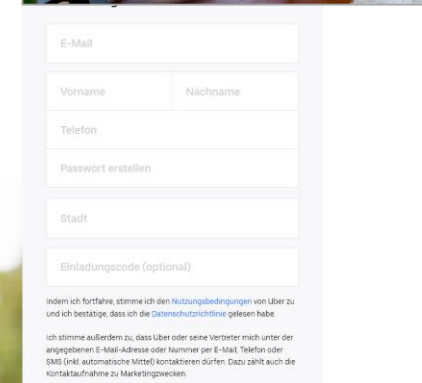 E-Mail
Vorname Nachname
Telefon
Passwort erstellen
Stadt
Einladungscode (optional)
Indem ich fortfahre, stimme ich den Nutzungsbedingungen von Uber zu
und ich bestätige, dass ich die Datenschutzrichtlinie gelesen habe.
Ich stimme außerdem zu, dass Uber oder seine Vertreter mich unter der
angegebenen E-Mail-Adresse oder Nummer per E-Mail, Telefon oder
SMS (inkl. automatische Mittel) kontaktieren dürfen. Dazu zählt auch die
Kontaktaufnahme zu Marketingzwecken.